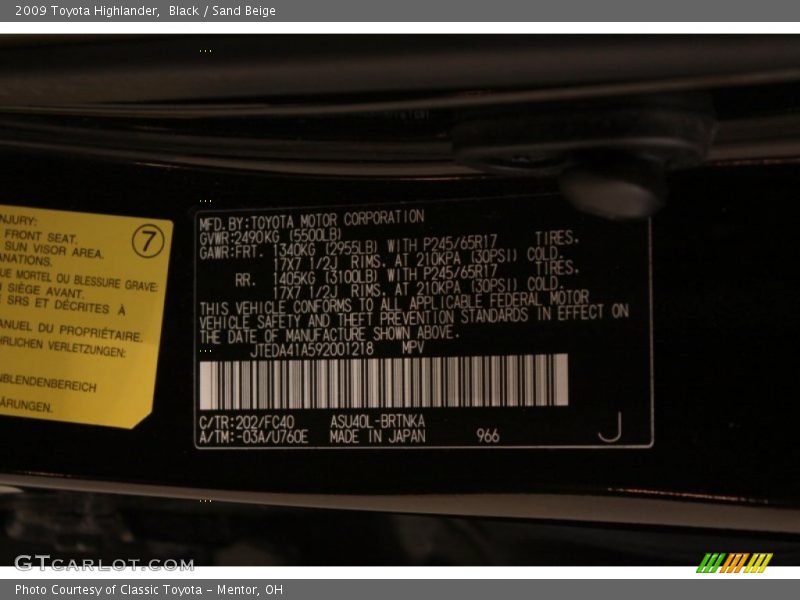 2009 Toyota Highlander,  Black / Sand Beige
NJURY:
FRONT SEAT.
SUN VISOR AREA.
ANATIONS.
QUE MORTEL OU BLESSURE GRAVE:
SIÈGE AVANT.
SRS ET DÉCRITES À
ANUEL DU PROPRIÉTAIRE.
HRLICHEN VERLETZUNGEN:
NBLENDENBEREICH
ÄRUNGEN.
7
MFD. BY: TOYOTA MOTOR CORPORATION
GVWR: 2490KG (5500LB)
GAWR: FRT. 1340KG (2955LB) WITH P245/65R17 TIRES.
17X7 1/2J RIMS. AT 210KPA (30PSI) COLD.
RR. 1405KG (3100LB) WITH P245/65R17 TIRES.
17X7 1/2J RIMS. AT 210KPA (30PSI) COLD.
THIS VEHICLE CONFORMS TO ALL APPLICABLE FEDERAL MOTOR
VEHICLE SAFETY AND THEFT PREVENTION STANDARDS IN EFFECT ON
THE DATE OF MANUFACTURE SHOWN ABOVE.
JTEDA41A592001218 MPV
C/TR: 202/FC40 ASU40L-BRTNKA
A/TM: -03A/U760E MADE IN JAPAN 966 J
GTCARLOT.COM
Photo Courtesy of Classic Toyota - Mentor, OH